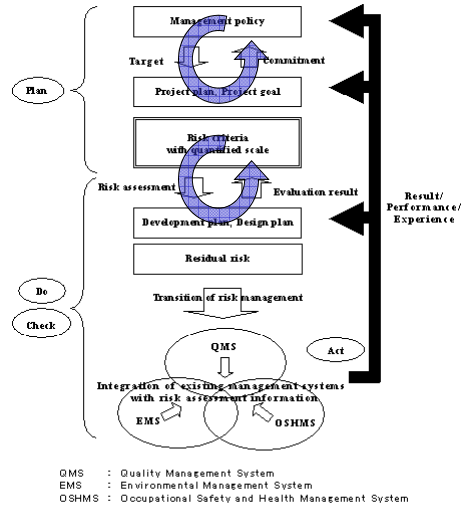 Management policy
Target
Commitment
Plan
Project plan, Project goal
Risk criteria
with quantified scale
Risk assessment
Evaluation result
Result/
Performance/
Experience
Development plan, Design plan
Residual risk
Do
Transition of risk management
Check
QMS
Act
Integration of existing management systems
with risk assessment information
EMS
OSHMS
QMS : Quality Management System
EMS : Environmental Management System
OSHMS : Occupational Safety and Health Management System